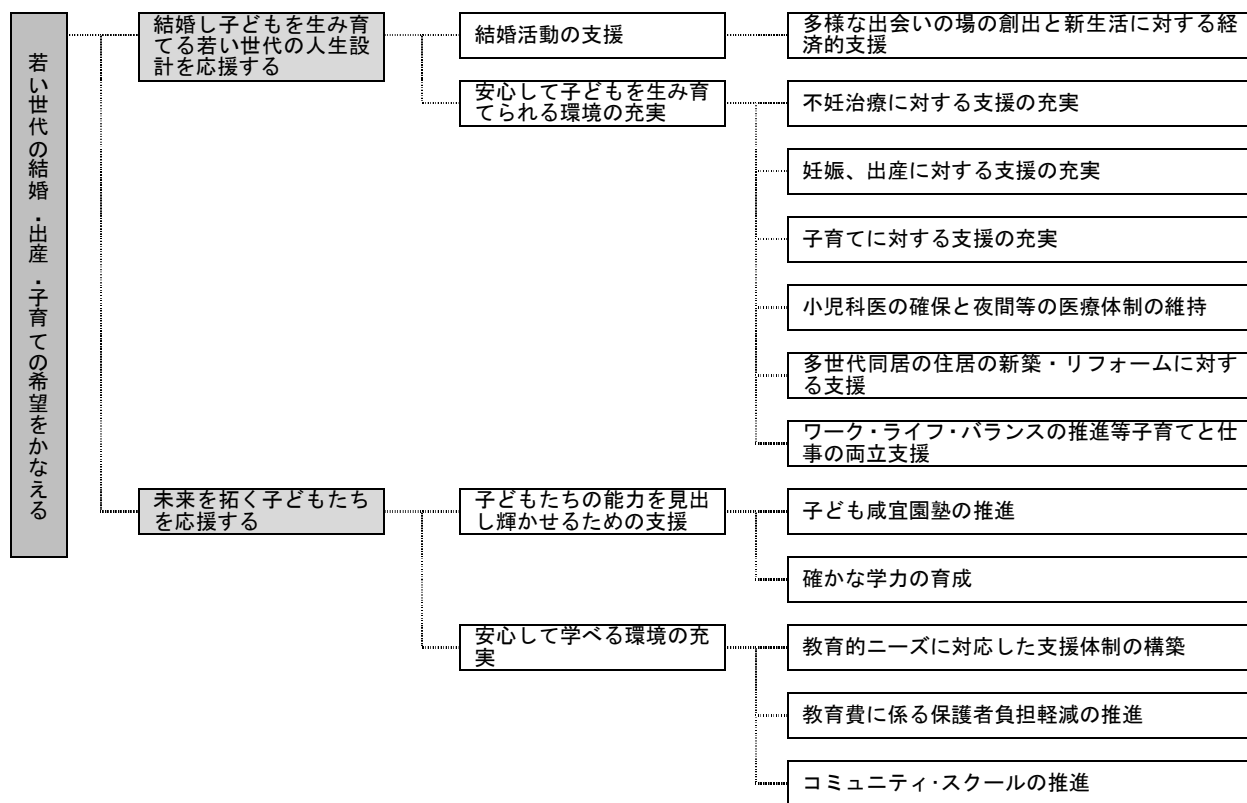 若い世代の結婚・出産・子育ての希望をかなえる
結婚し子どもを生み育
てる若い世代の人生設
計を応援する
結婚活動の支援
多様な出会いの場の創出と新生活に対する経
済的支援
安心して子どもを生み育
てられる環境の充実
不妊治療に対する支援の充実
妊娠、出産に対する支援の充実
子育てに対する支援の充実
小児科医の確保と夜間等の医療体制の維持
多世代同居の住居の新築・リフォームに対す
る支援
ワーク・ライフ・バランスの推進等子育てと仕
事の両立支援
未来を拓く子どもたち
を応援する
子どもたちの能力を見出
し輝かせるための支援
子ども咸宜園塾の推進
確かな学力の育成
安心して学べる環境の充
実
教育的ニーズに対応した支援体制の構築
教育費に係る保護者負担軽減の推進
コミュニティ・スクールの推進